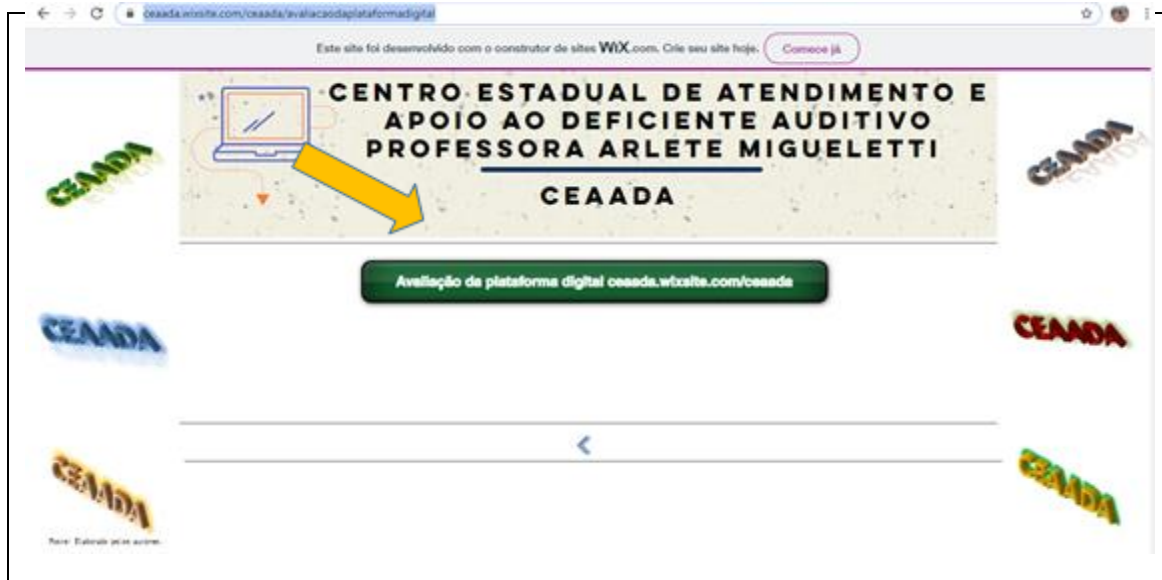 ceaada.wixsite.com/ceaada/avaliacaodaplataformadigital
Este site foi desenvolvido com o construtor de sites WiX.com. Crie seu site hoje. Comece já
CENTRO ESTADUAL DE ATENDIMENTO E
APOIO AO DEFICIENTE AUDITIVO
PROFESSORA ARLETE MIGUELETTI
CEAADA
CEAADA
CEAADA
Avaliação da plataforma digital ceaada.wixsite.com/ceaada
CEAADA
CEAADA
CEAADA
CEAADA
Fonte: Elaborado pelos autores.